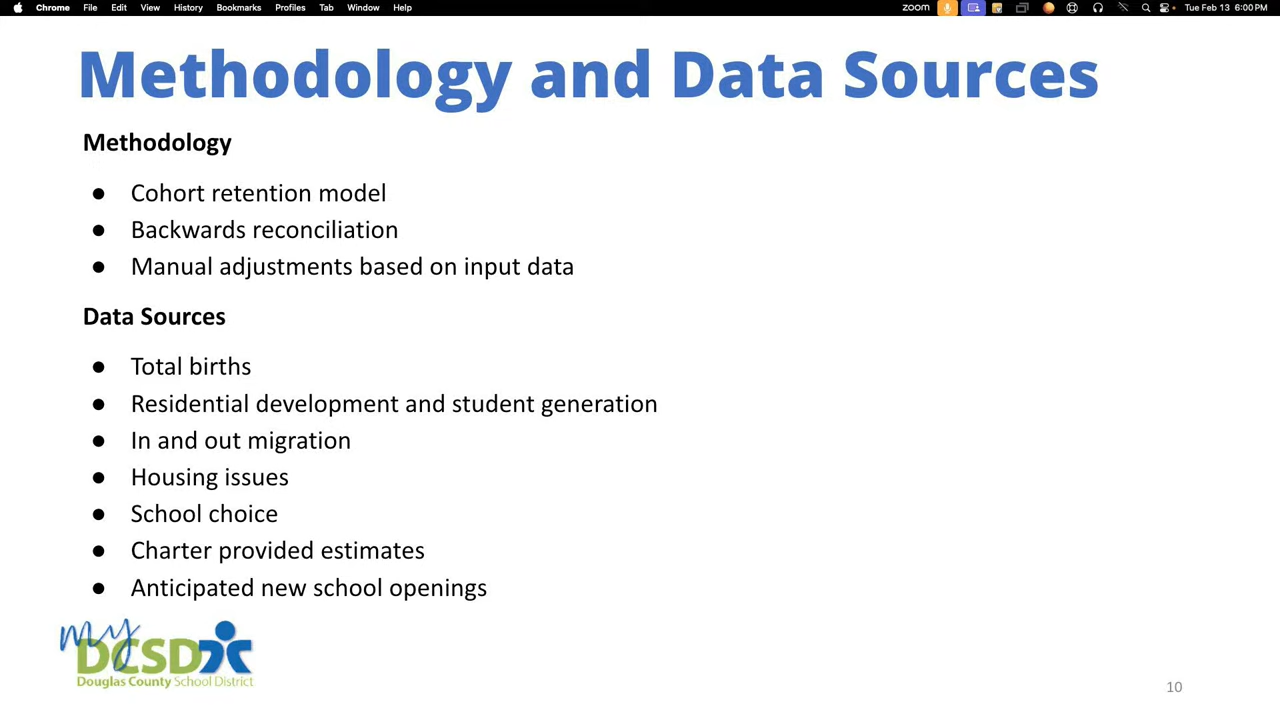 Chrome File Edit View History Bookmarks Profiles Tab Window Help zoom Tue Feb 13 6:00 PM
Methodology and Data Sources
Methodology
● Cohort retention model
● Backwards reconciliation
● Manual adjustments based on input data
Data Sources
● Total births
● Residential development and student generation
● In and out migration
● Housing issues
● School choice
● Charter provided estimates
● Anticipated new school openings
my
DCSD
Douglas County School District
10